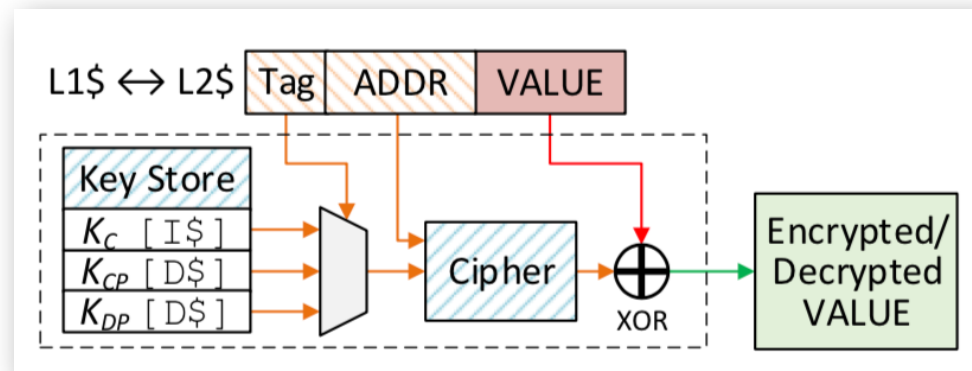 L1$ ↔ L2$ Tag ADDR VALUE
Key Store
K_C [I$]
K_CP [D$]
K_DP [D$]
Cipher
XOR
Encrypted/
Decrypted
VALUE